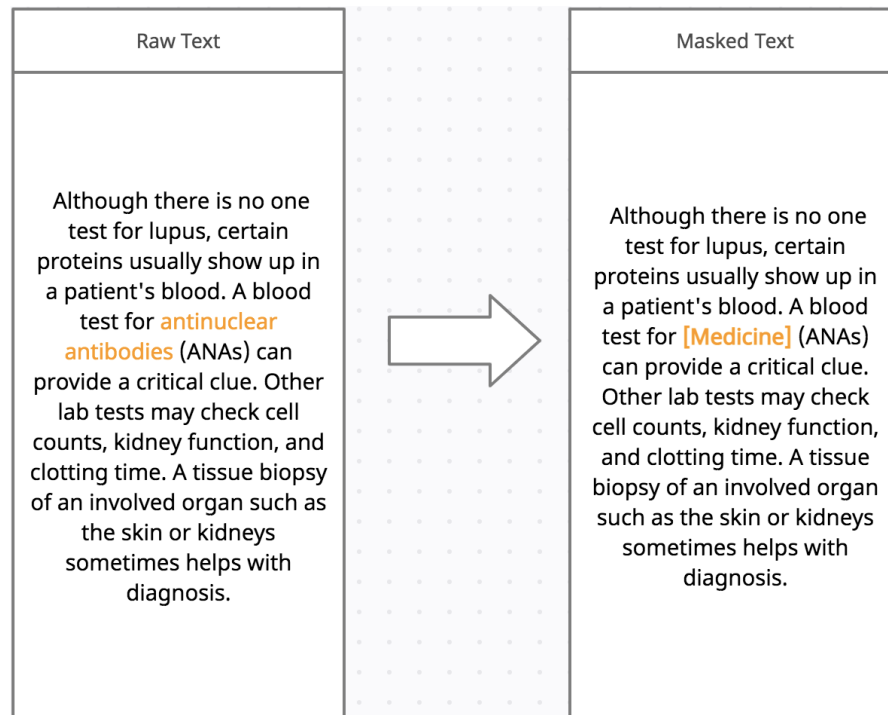 Raw Text
Although there is no one
test for lupus, certain
proteins usually show up in
a patient's blood. A blood
test for antinuclear
antibodies (ANAs) can
provide a critical clue. Other
lab tests may check cell
counts, kidney function, and
clotting time. A tissue biopsy
of an involved organ such as
the skin or kidneys
sometimes helps with
diagnosis.
Masked Text
Although there is no one
test for lupus, certain
proteins usually show up in
a patient's blood. A blood
test for [Medicine] (ANAs)
can provide a critical clue.
Other lab tests may check
cell counts, kidney function,
and clotting time. A tissue
biopsy of an involved organ
such as the skin or kidneys
sometimes helps with
diagnosis.